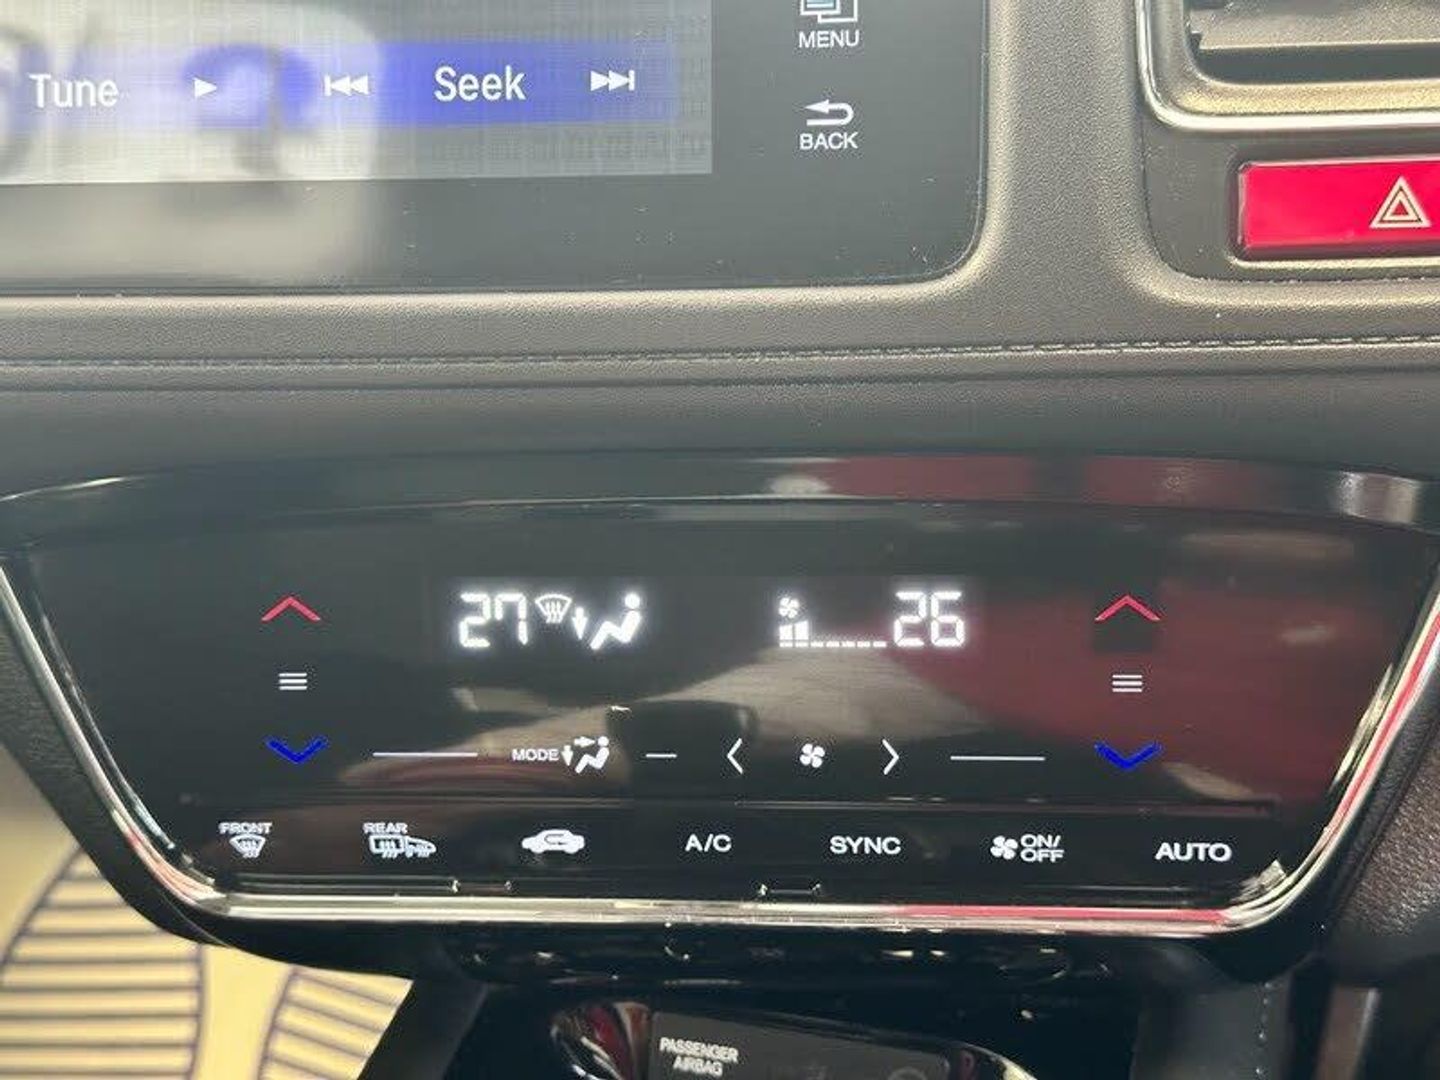 MENU
Tune Seek
BACK
27 26
MODE
FRONT REAR A/C SYNC ON/OFF AUTO
PASSENGER
AIRBAG